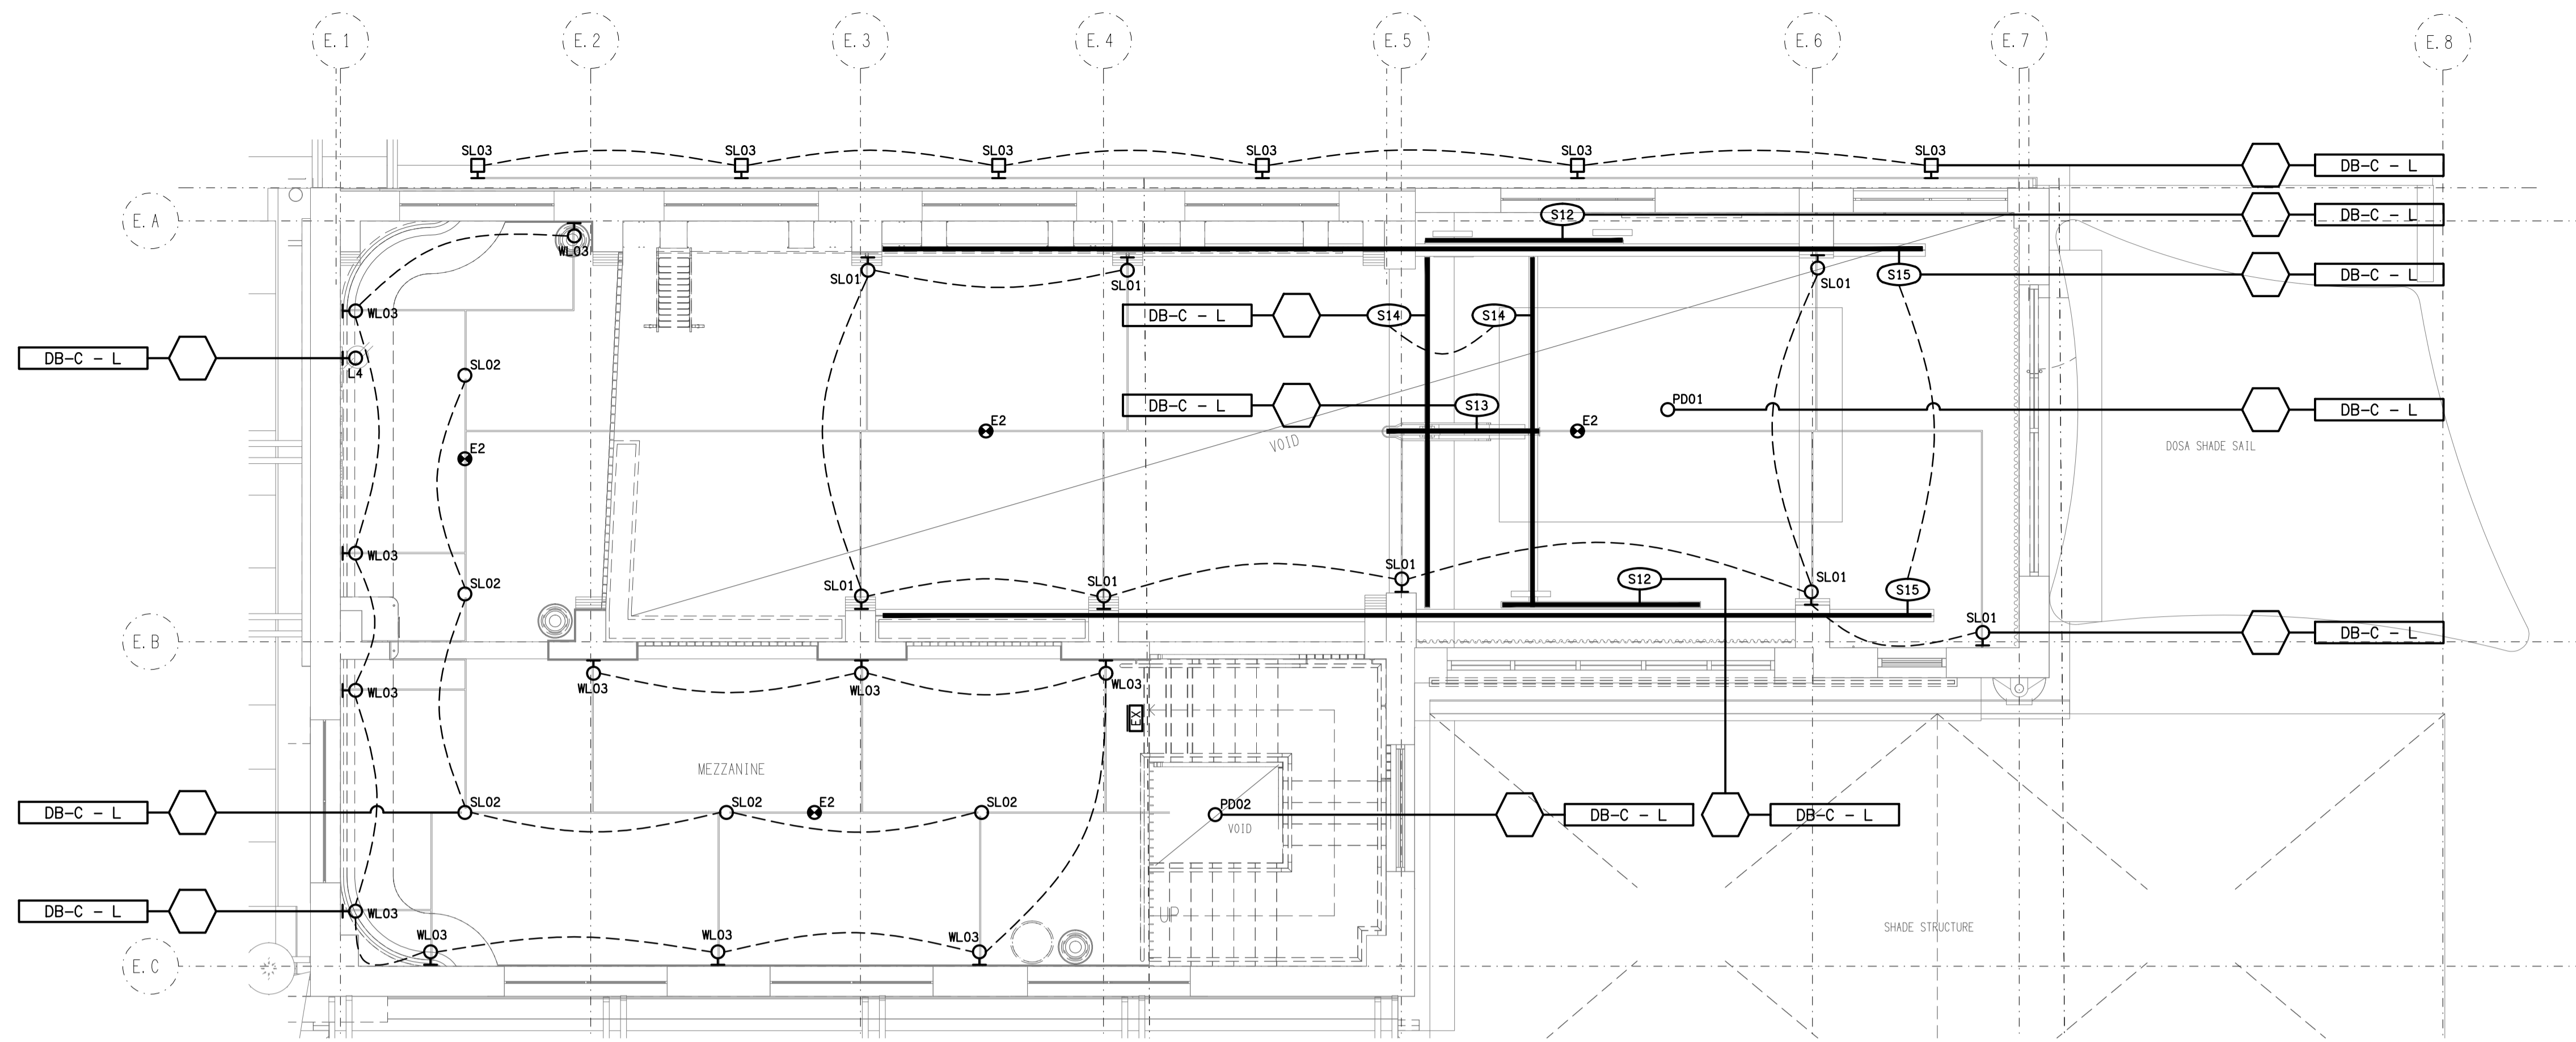 E.1 E.2 E.3 E.4 E.5 E.6 E.7 E.8
SL03 SL03 SL03 SL03 SL03 SL03
DB-C - L
E.A
S12
DB-C - L
WL03
SL01 SL01 SL01
S15
DB-C - L
WL03
DB-C - L
S14 S14
DB-C - L
L4
SL02
PD01
DB-C - L
DB-C - L
S13
E2 E2
E2
VOID
DOSA SHADE SAIL
WL03
SL02
SL01 SL01 SL01 SL01
S12
S15
SL01
DB-C - L
E.B
WL03
WL03 WL03 WL03
EX
MEZZANINE
DB-C - L
SL02 SL02 E2 SL02
PD02
VOID
DB-C - L
DB-C - L
DB-C - L
WL03
UP
WL03 WL03 WL03
SHADE STRUCTURE
E.C